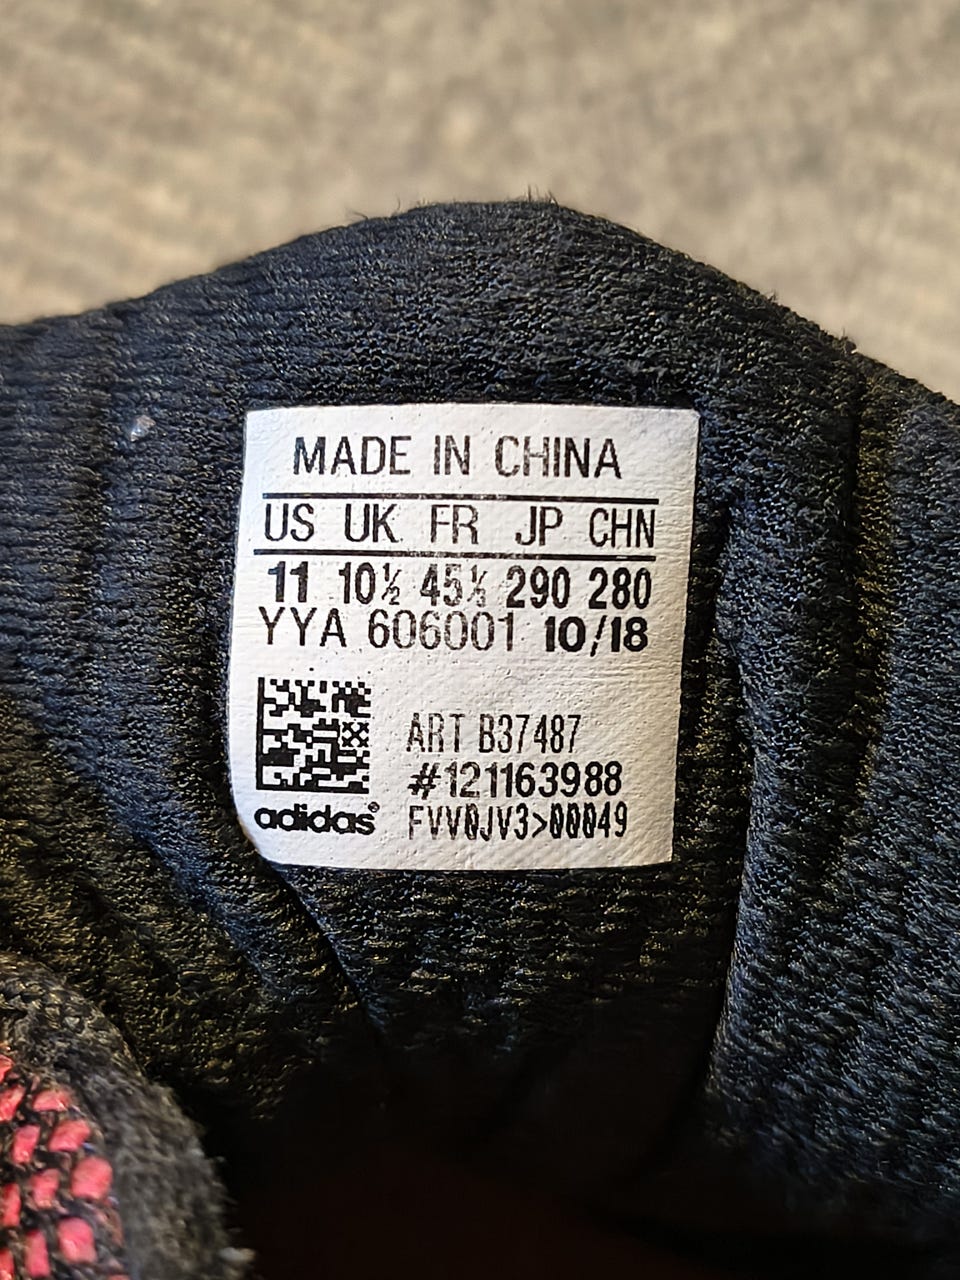 MADE IN CHINA
US UK FR JP CHN
11 10½ 45⅓ 290 280
YYA 606001 10/18
ART B37487
#121163988
adidas® FVV0JV3>00049